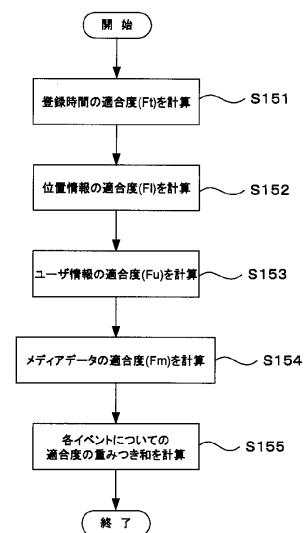 開 始
登録時間の適合度(Ft)を計算
S151
位置情報の適合度(Fl)を計算
S152
ユーザ情報の適合度(Fu)を計算
S153
メディアデータの適合度(Fm)を計算
S154
各イベントについての
適合度の重みつき和を計算
S155
終 了